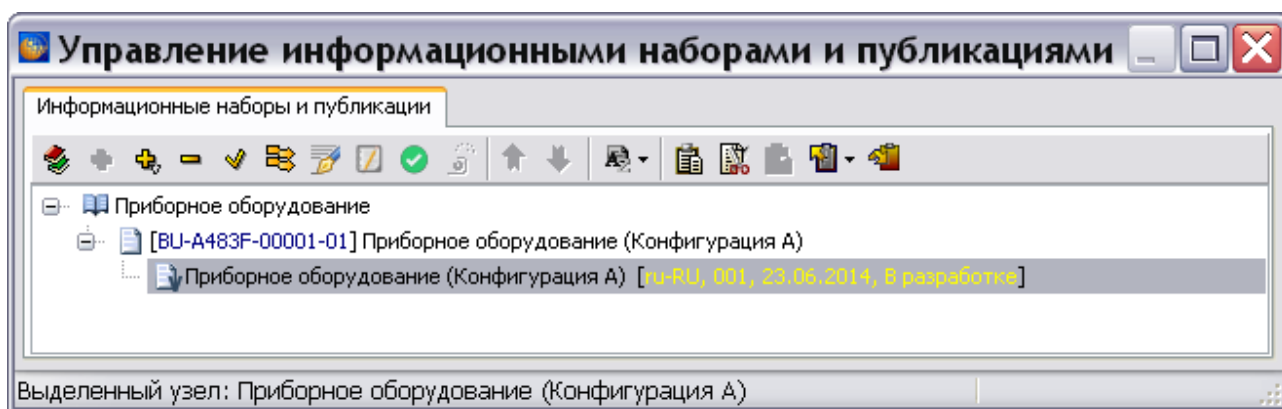 Управление информационными наборами и публикациями
Информационные наборы и публикации
Приборное оборудование
[BU-A483F-00001-01] Приборное оборудование (Конфигурация А)
Приборное оборудование (Конфигурация А) [ru-RU, 001, 23.06.2014, В разработке]
Выделенный узел: Приборное оборудование (Конфигурация А)